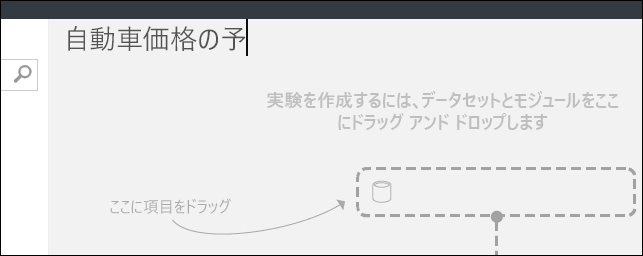 自動車価格の予
実験を作成するには、データセットとモジュールをここ
にドラッグ アンド ドロップします
ここに項目をドラッグ